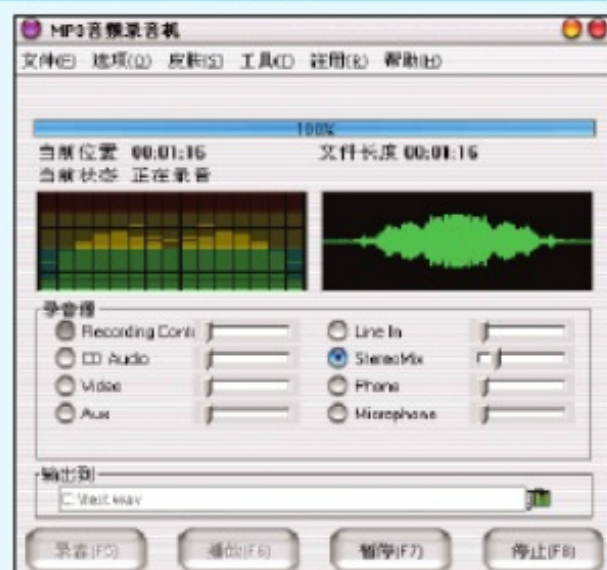 MP3音频录音机
文件(F) 选项(O) 皮肤(S) 工具(T) 注册(R) 帮助(H)
100%
当前位置 00:01:16 文件长度 00:01:16
当前状态 正在录音
录音源
Recording Contr Line In
CD Audio StereoMix
Video Phone
Aux Microphone
输出到
C:\test.wav
录音(F5) 播放(F6) 暂停(F7) 停止(F8)